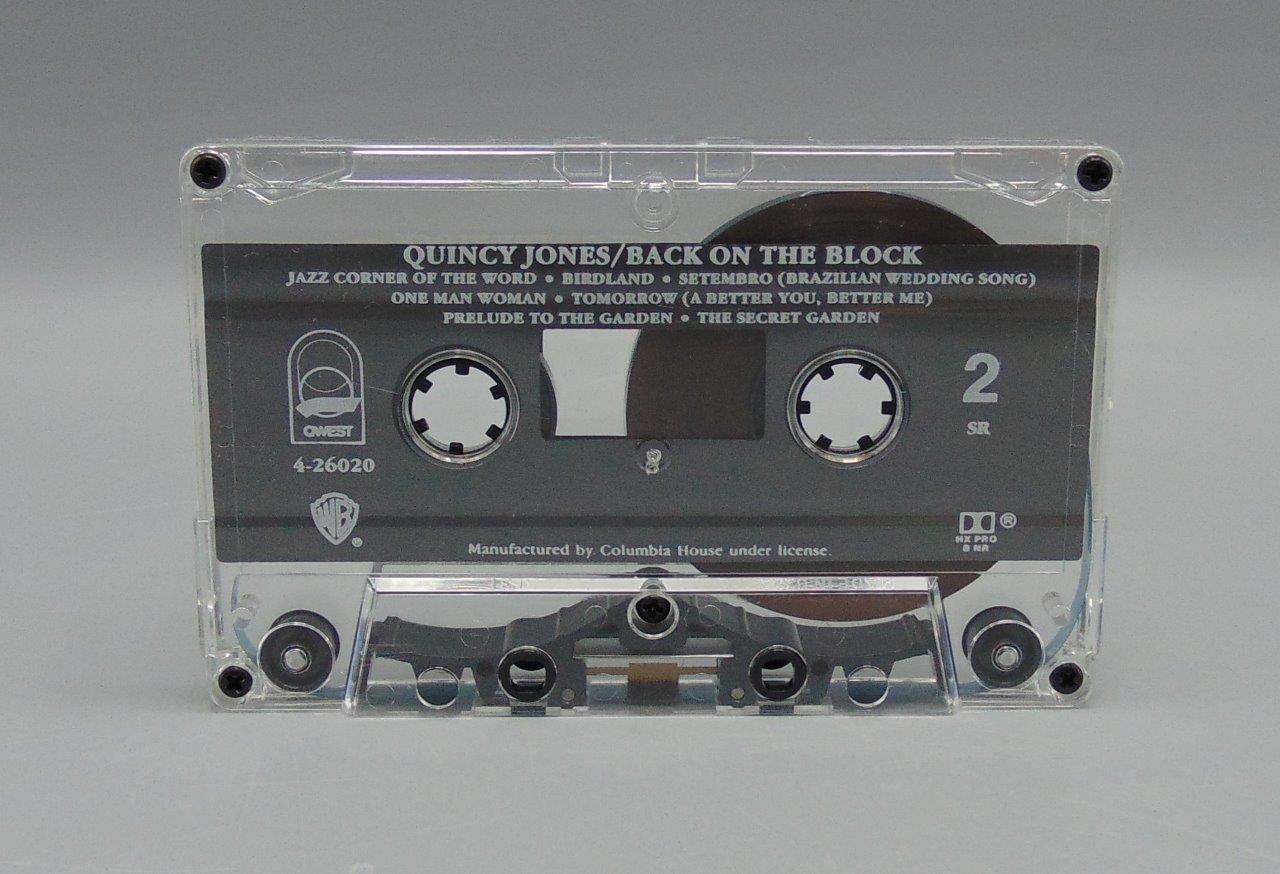 QUINCY JONES/BACK ON THE BLOCK
JAZZ CORNER OF THE WORD • BIRDLAND • SETEMBRO (BRAZILIAN WEDDING SONG)
ONE MAN WOMAN • TOMORROW (A BETTER YOU, BETTER ME)
PRELUDE TO THE GARDEN • THE SECRET GARDEN
2
SR
QWEST
4-26020
WB ®
®
HX PRO
B NR
Manufactured by Columbia House under license.